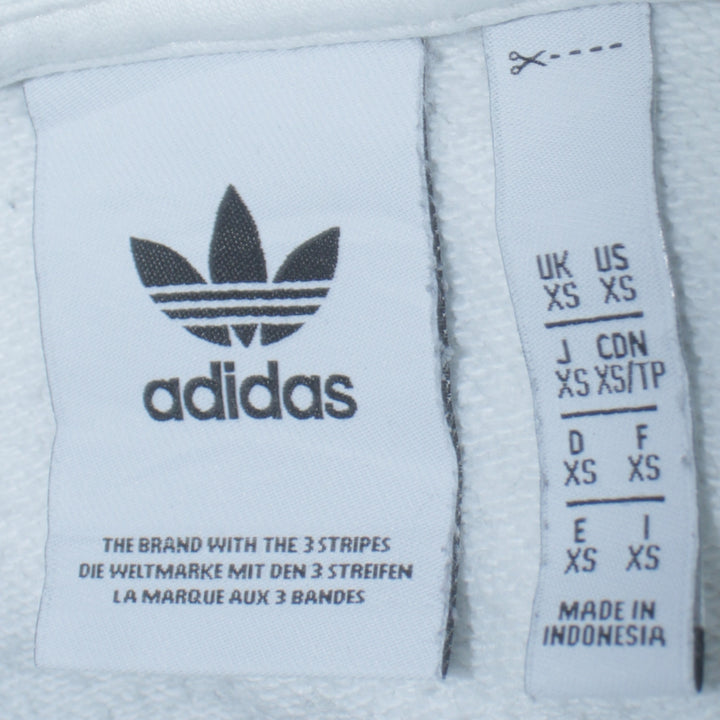 adidas
THE BRAND WITH THE 3 STRIPES
DIE WELTMARKE MIT DEN 3 STREIFEN
LA MARQUE AUX 3 BANDES
UK US
XS XS
J CDN
XS XS/TP
D F
XS XS
E I
XS XS
MADE IN
INDONESIA